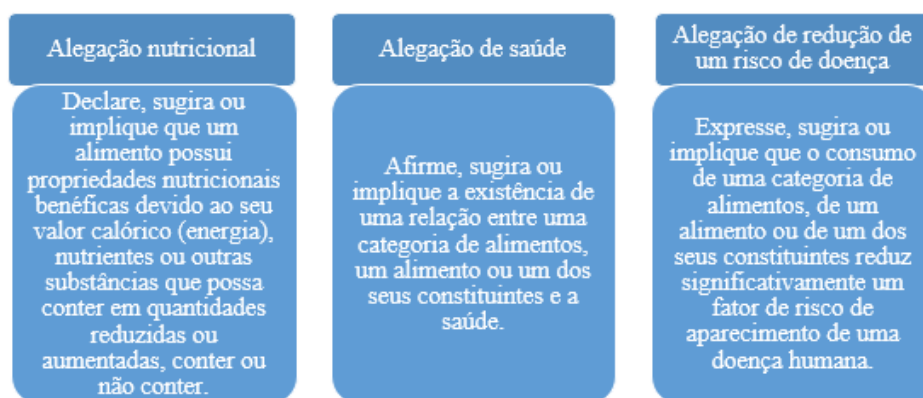 Alegação nutricional
Declare, sugira ou
implique que um
alimento possui
propriedades nutricionais
benéficas devido ao seu
valor calórico (energia),
nutrientes ou outras
substâncias que possa
conter em quantidades
reduzidas ou
aumentadas, conter ou
não conter.
Alegação de saúde
Afirme, sugira ou
implique a existência de
uma relação entre uma
categoria de alimentos,
um alimento ou um dos
seus constituintes e a
saúde.
Alegação de redução de
um risco de doença
Expresse, sugira ou
implique que o consumo
de uma categoria de
alimentos, de um
alimento ou de um dos
seus constituintes reduz
significativamente um
fator de risco de
aparecimento de uma
doença humana.